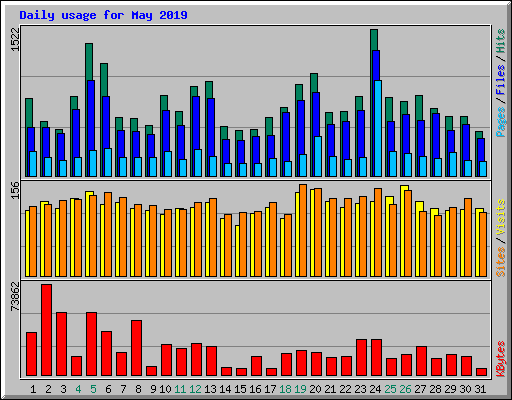 Daily usage for May 2019
1522
Pages / Files / Hits
156
Sites / Visits
73862
KBytes
1 2 3 4 5 6 7 8 9 10 11 12 13 14 15 16 17 18 19 20 21 22 23 24 25 26 27 28 29 30 31